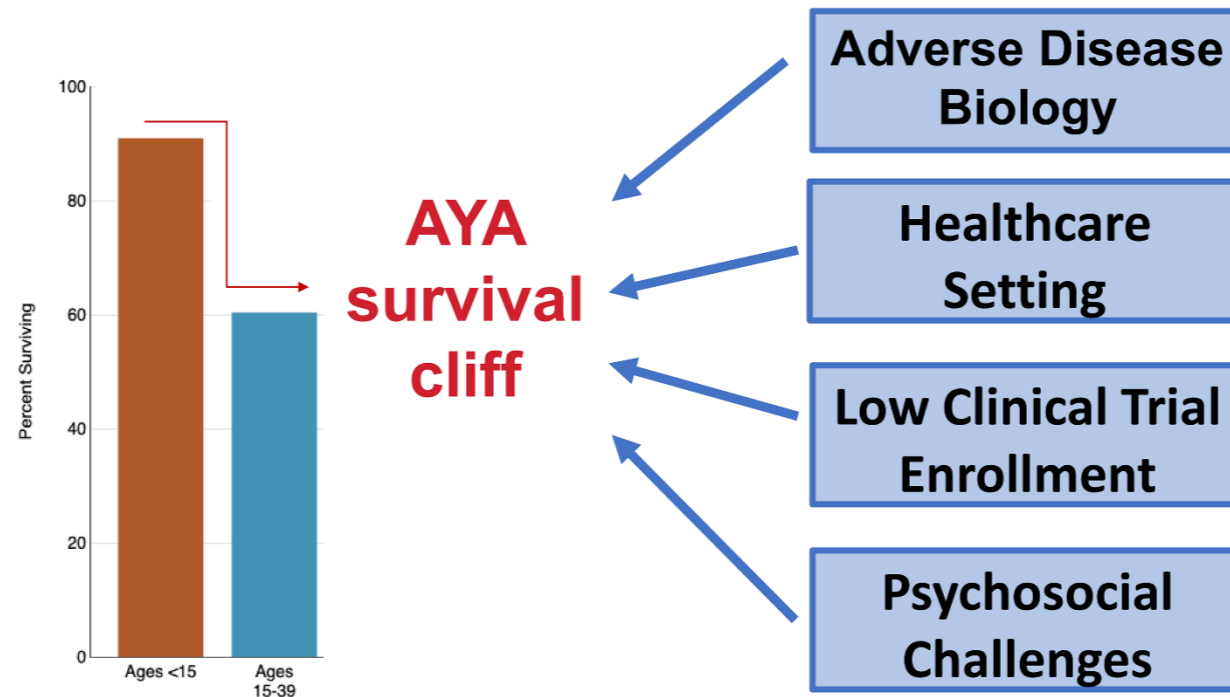 100
80
60
40
20
0
Percent Surviving
Ages <15
Ages
15-39
AYA
survival
cliff
Adverse Disease
Biology
Healthcare
Setting
Low Clinical Trial
Enrollment
Psychosocial
Challenges